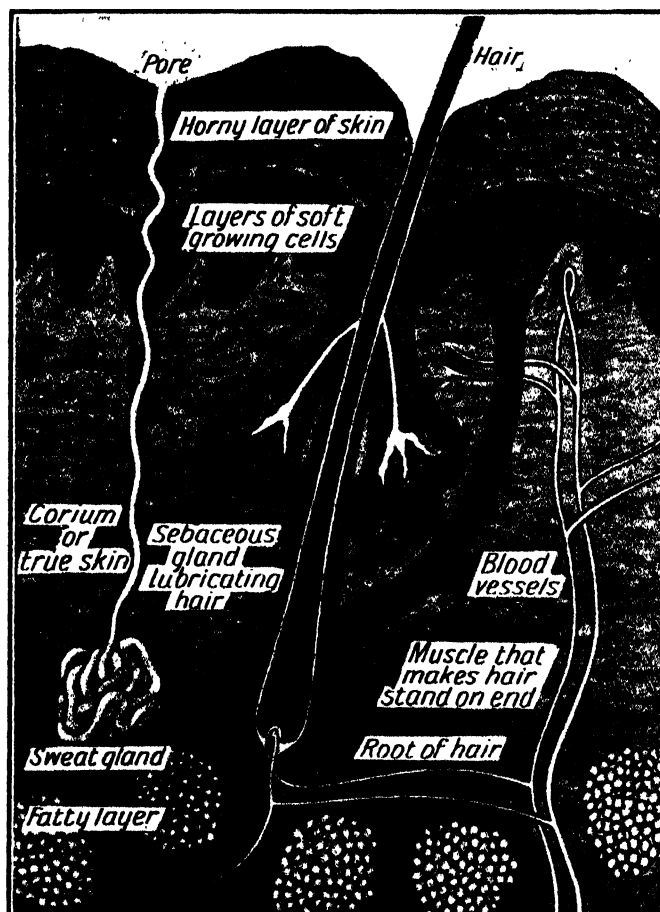 Pore
Hair
Horny layer of skin
Layers of soft
growing cells
Corium
or
true skin
Sebaceous
gland
lubricating
hair
Blood
vessels
Muscle that
makes hair
stand on end
Root of hair
Sweat gland
Fatty layer